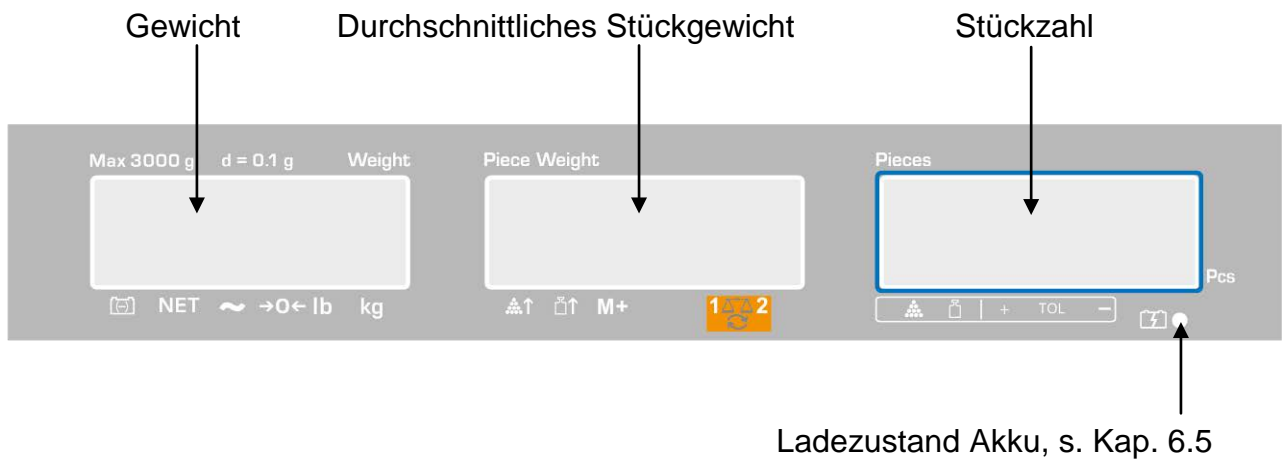 Gewicht Durchschnittliches Stückgewicht Stückzahl
Max 3000 g d = 0.1 g Weight Piece Weight Pieces
Pcs
NET →0← lb kg M+ 1 2 + TOL −
Ladezustand Akku, s. Kap. 6.5